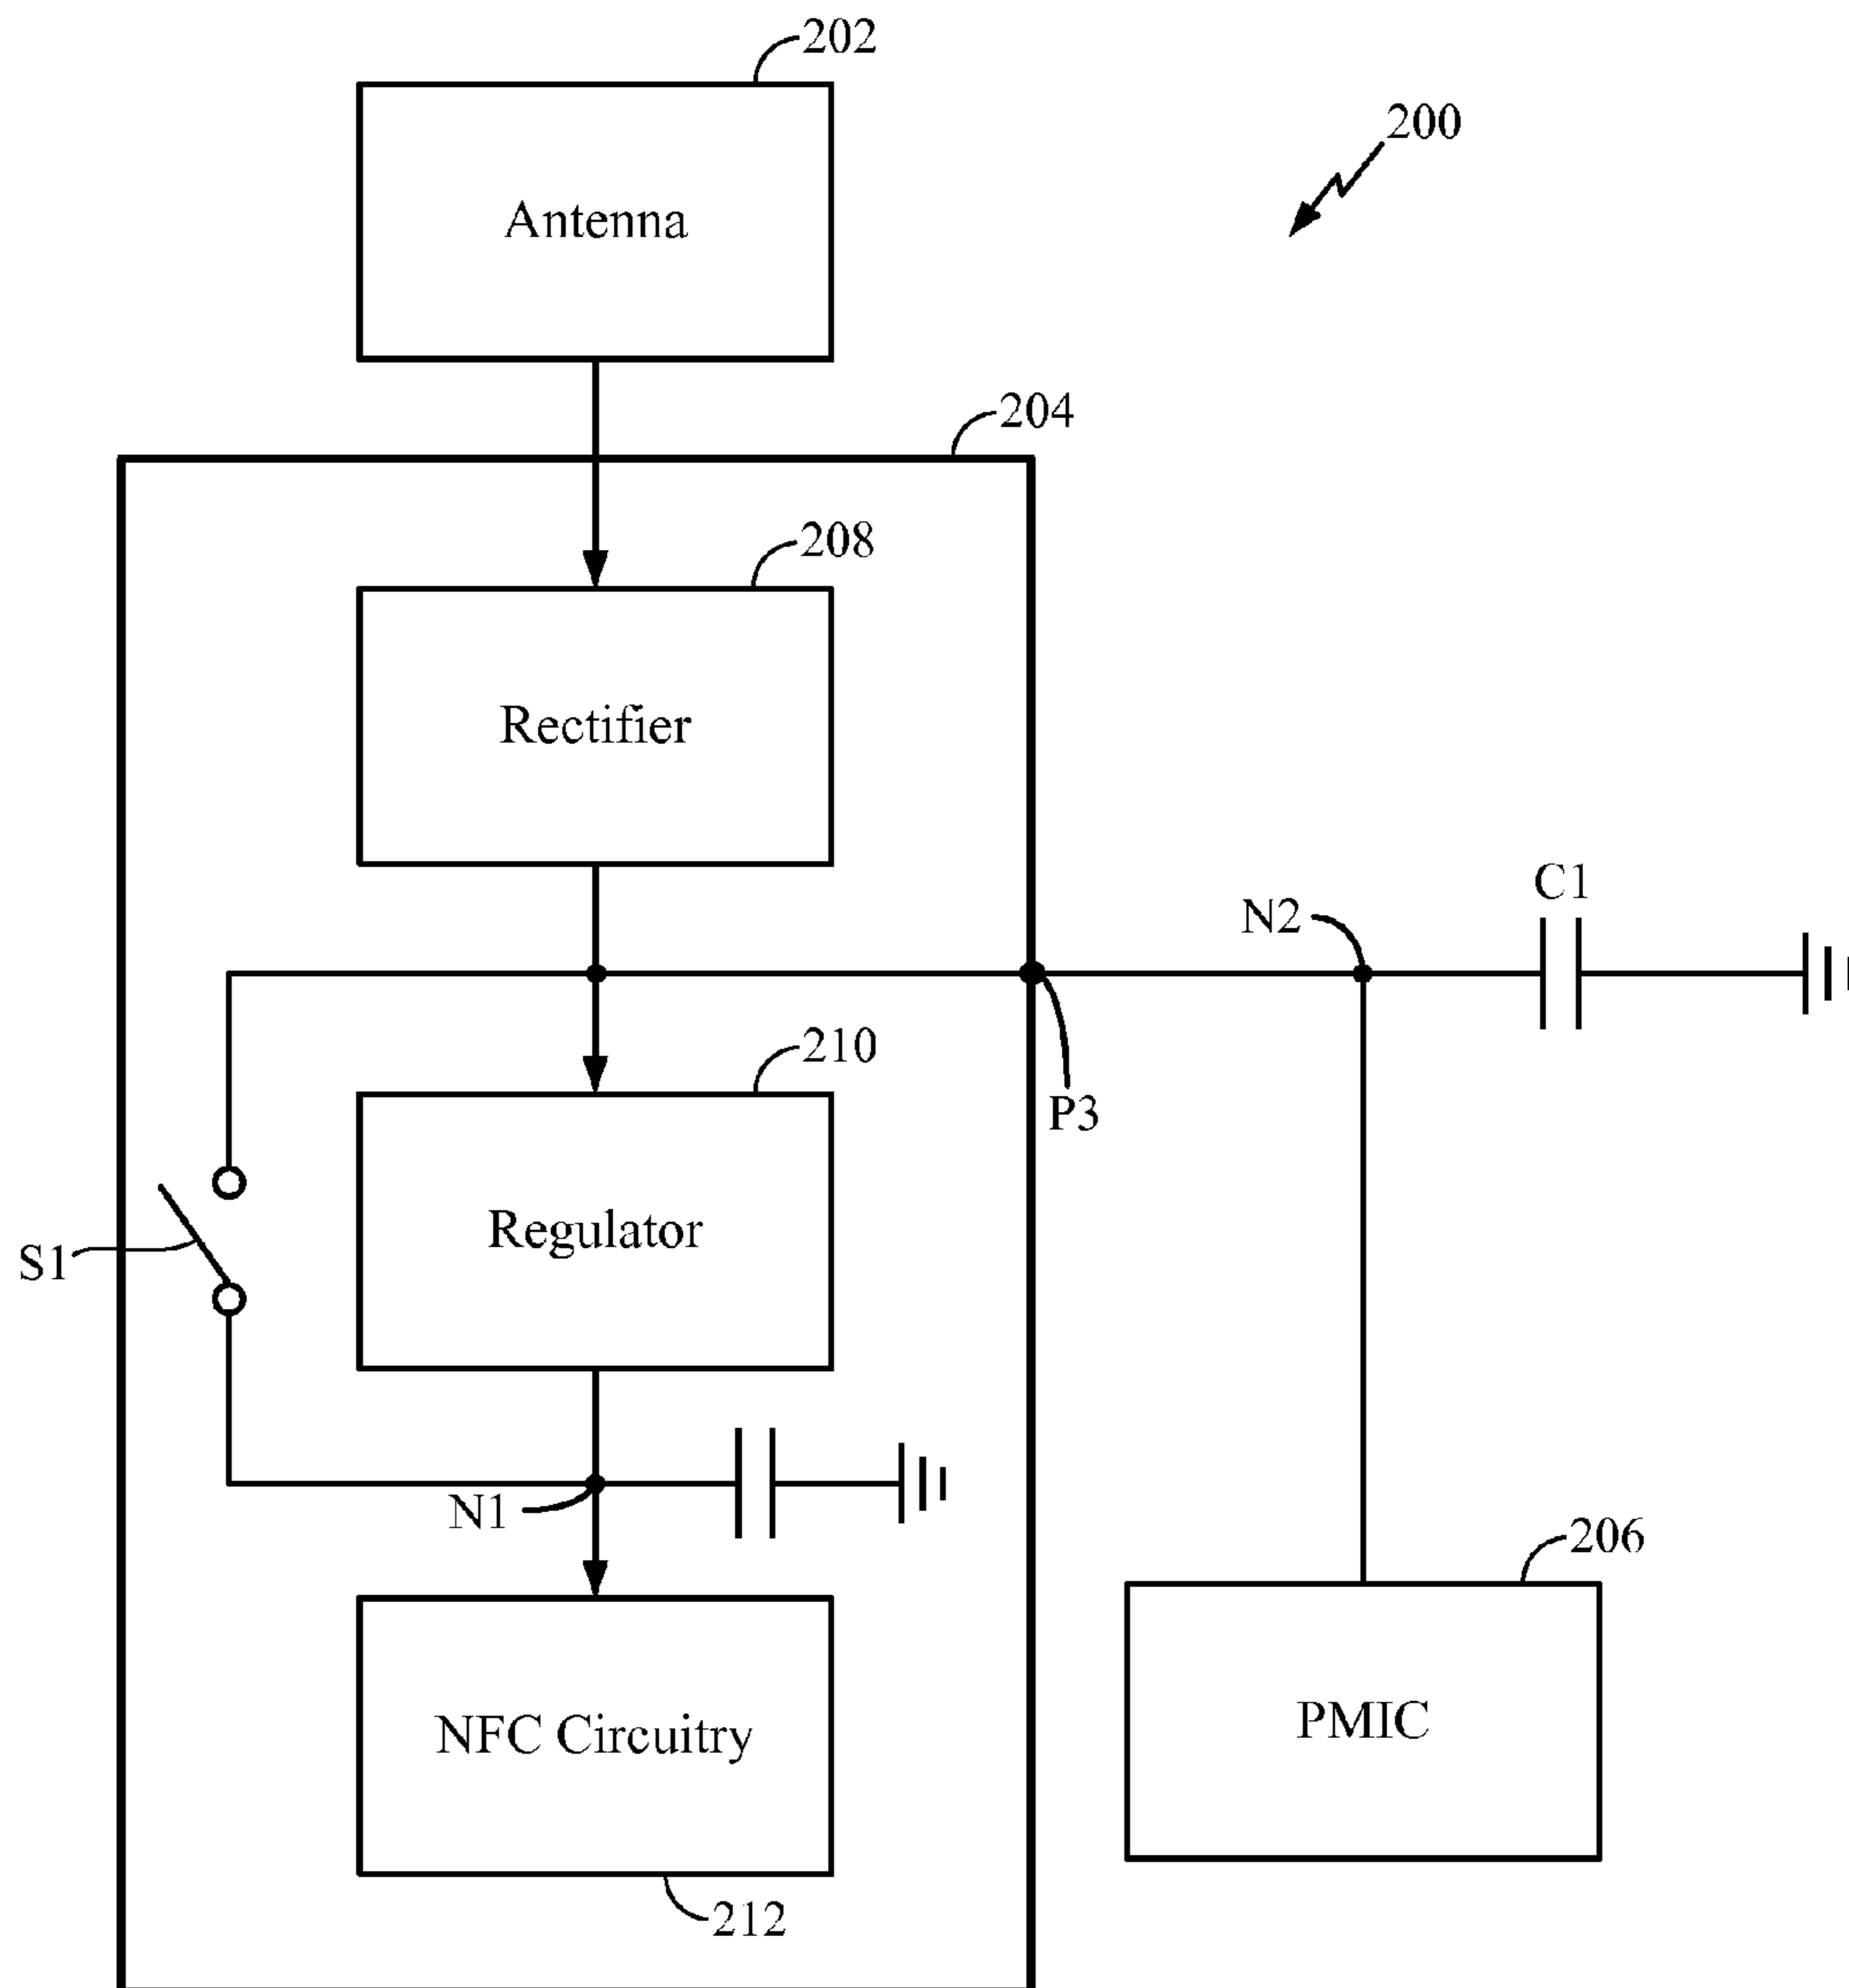 202
200
Antenna
204
208
Rectifier
C1
N2
210
P3
Regulator
S1
N1
206
PMIC
NFC Circuitry
212